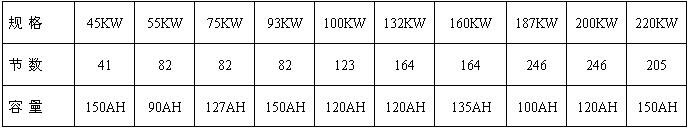 规 格 45KW 55KW 75KW 93KW 100KW 132KW 160KW 187KW 200KW 220KW
节 数 41 82 82 82 123 164 164 246 246 205
容 量 150AH 90AH 127AH 150AH 120AH 120AH 135AH 100AH 120AH 150AH